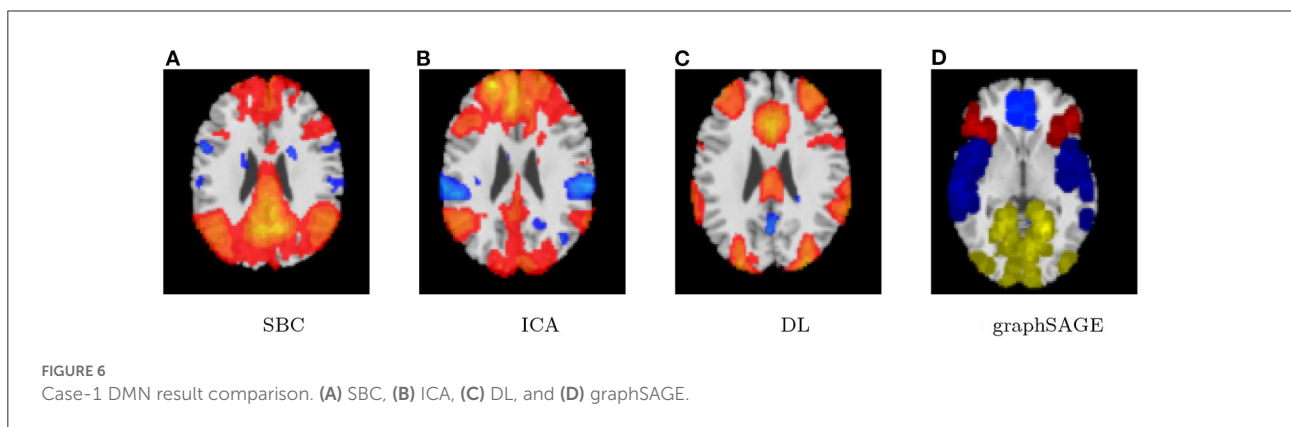 A
B
C
D
SBC
ICA
DL
graphSAGE
FIGURE 6
Case-1 DMN result comparison. (A) SBC, (B) ICA, (C) DL, and (D) graphSAGE.